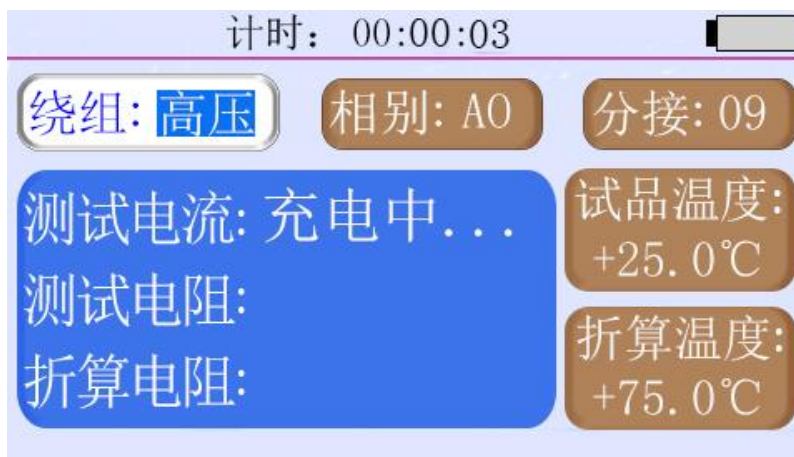 计时: 00:00:03
绕组: 高压
相别: AO
分接: 09
测试电流: 充电中...
测试电阻:
折算电阻:
试品温度:
+25.0℃
折算温度:
+75.0℃